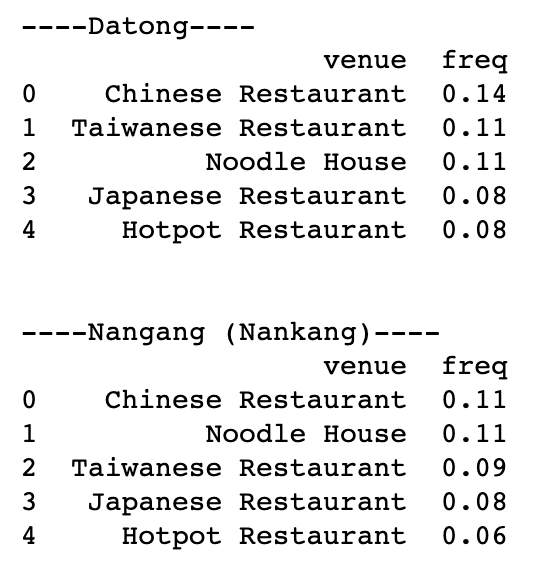 ----Datong----
venue freq
0 Chinese Restaurant 0.14
1 Taiwanese Restaurant 0.11
2 Noodle House 0.11
3 Japanese Restaurant 0.08
4 Hotpot Restaurant 0.08
----Nangang (Nankang)----
venue freq
0 Chinese Restaurant 0.11
1 Noodle House 0.11
2 Taiwanese Restaurant 0.09
3 Japanese Restaurant 0.08
4 Hotpot Restaurant 0.06